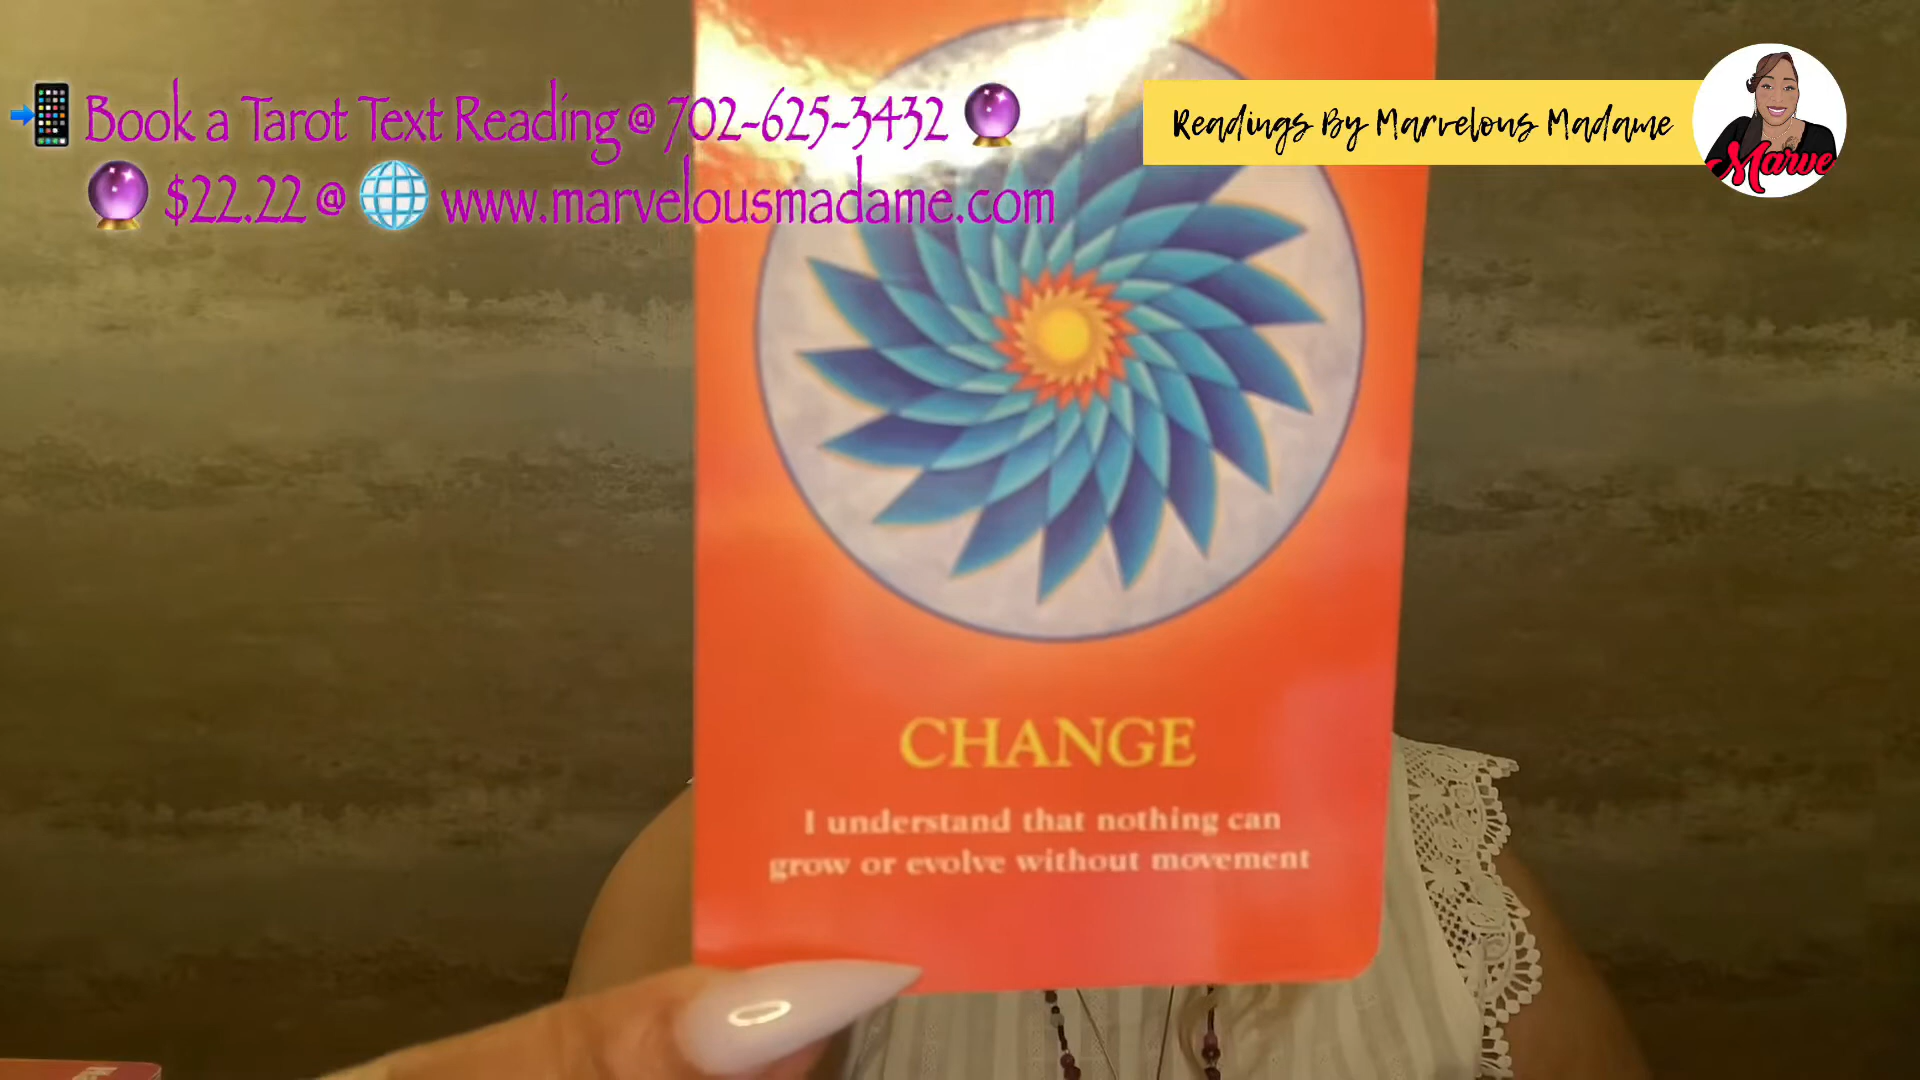 Book a Tarot Text Reading @ 702-625-3432
$22.22 @ www.marvelousmadame.com
Readings By Marvelous Madame
Marve
CHANGE
I understand that nothing can
grow or evolve without movement